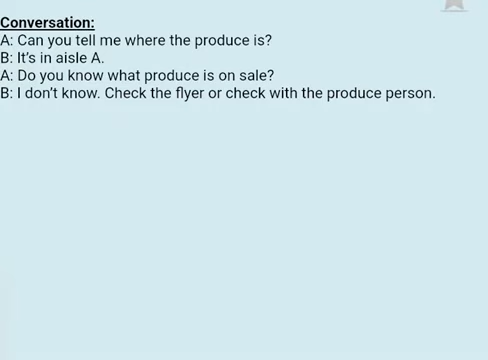 Conversation:
A: Can you tell me where the produce is?
B: It's in aisle A.
A: Do you know what produce is on sale?
B: I don't know. Check the flyer or check with the produce person.